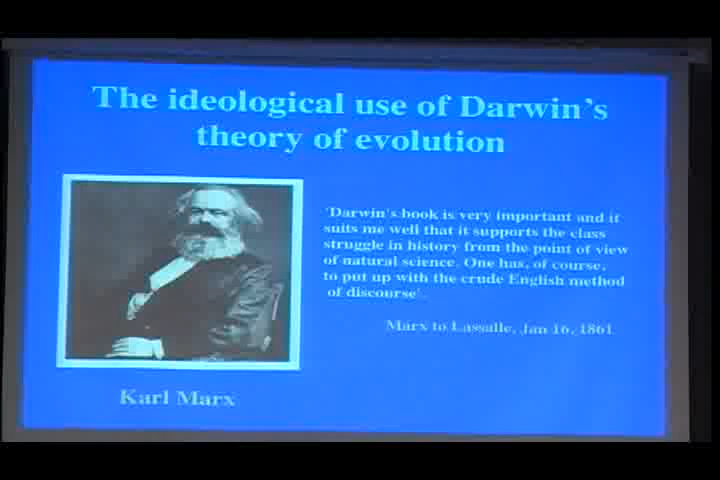 The ideological use of Darwin's
theory of evolution
'Darwin's book is very important and it
suits me well that it supports the class
struggle in history from the point of view
of natural science. One has, of course,
to put up with the crude English method
of discourse'.
Marx to Lassalle, Jan 16, 1861
Karl Marx